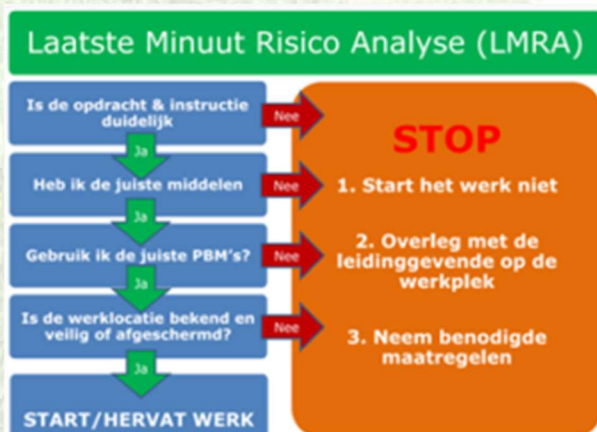 Laatste Minuut Risico Analyse (LMRA)
Is de opdracht & instructie
duidelijk
Nee
Ja
Heb ik de juiste middelen
Nee
Ja
Gebruik ik de juiste PBM's?
Nee
Ja
Is de werklocatie bekend en
veilig of afgeschermd?
Nee
Ja
START/HERVAT WERK
STOP
1. Start het werk niet
2. Overleg met de
leidinggevende op de
werkplek
3. Neem benodigde
maatregelen